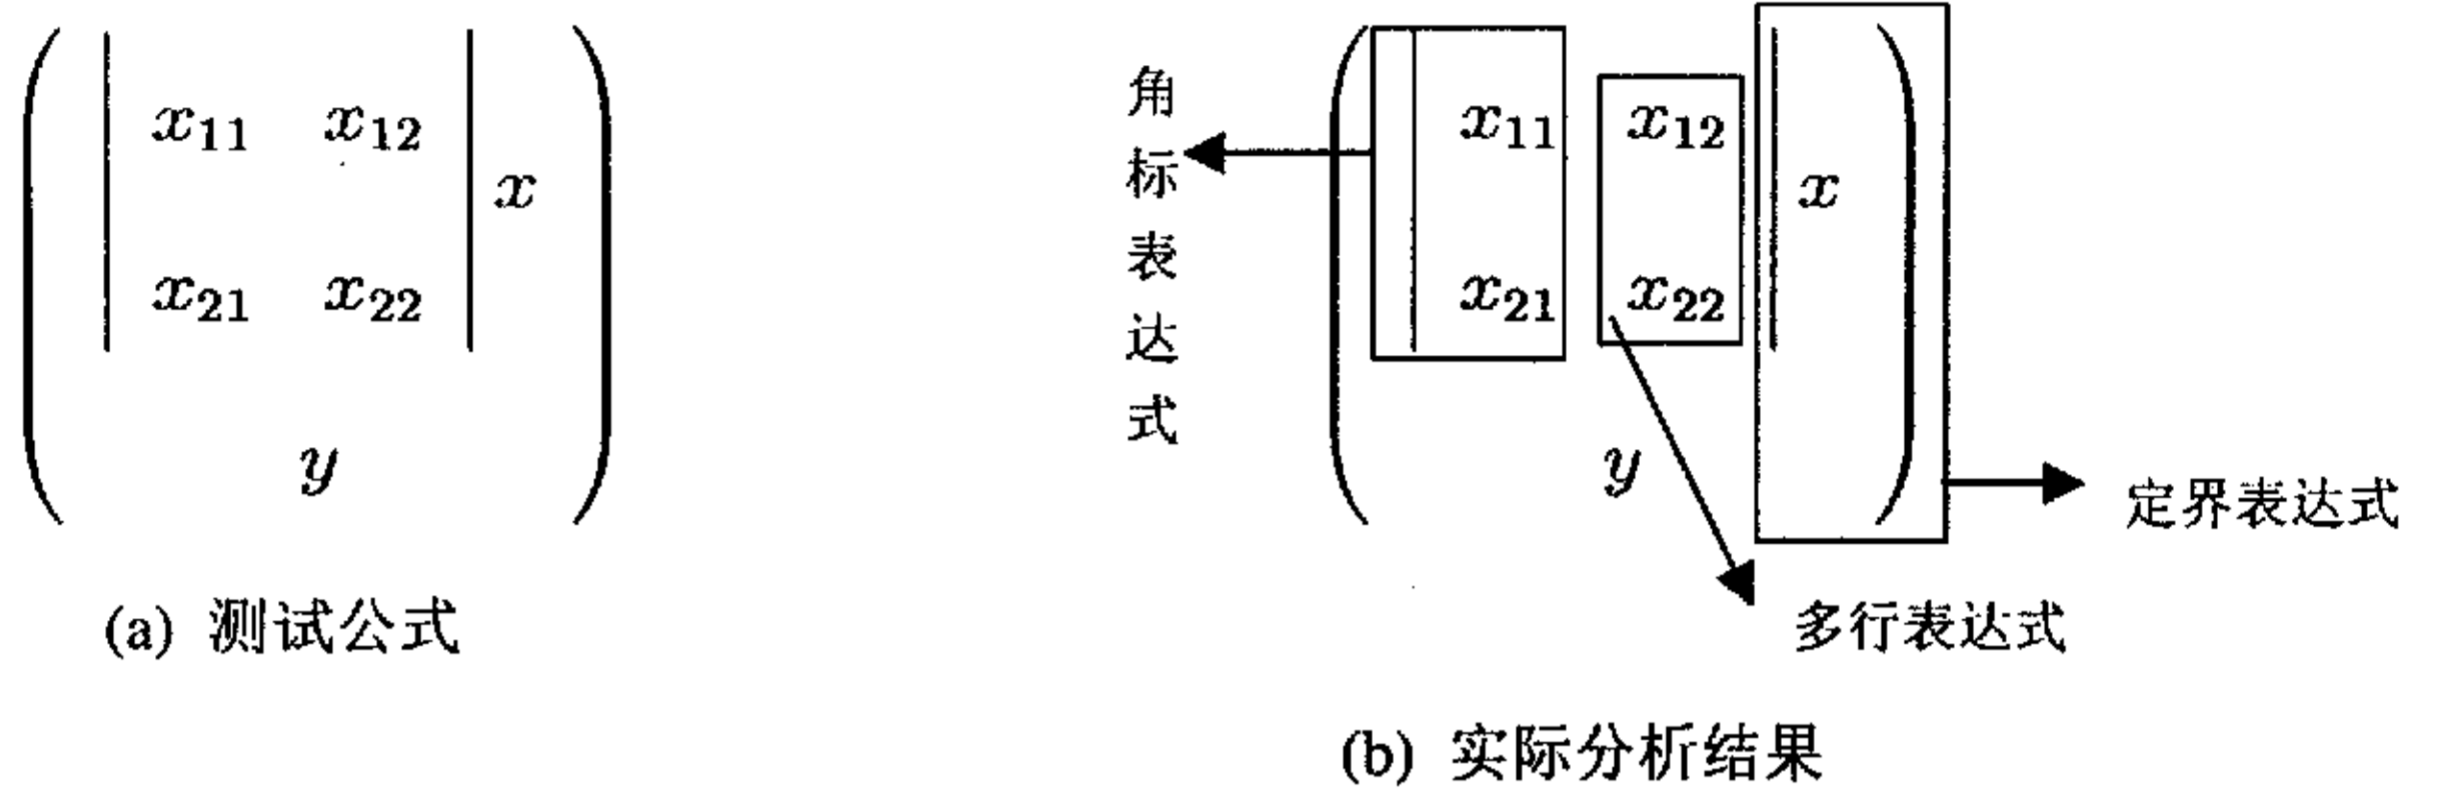 x11 x12
x
x21 x22
y
(a) 测试公式
角标表达式
x11 x12
x
x21 x22
y
定界表达式
多行表达式
(b) 实际分析结果